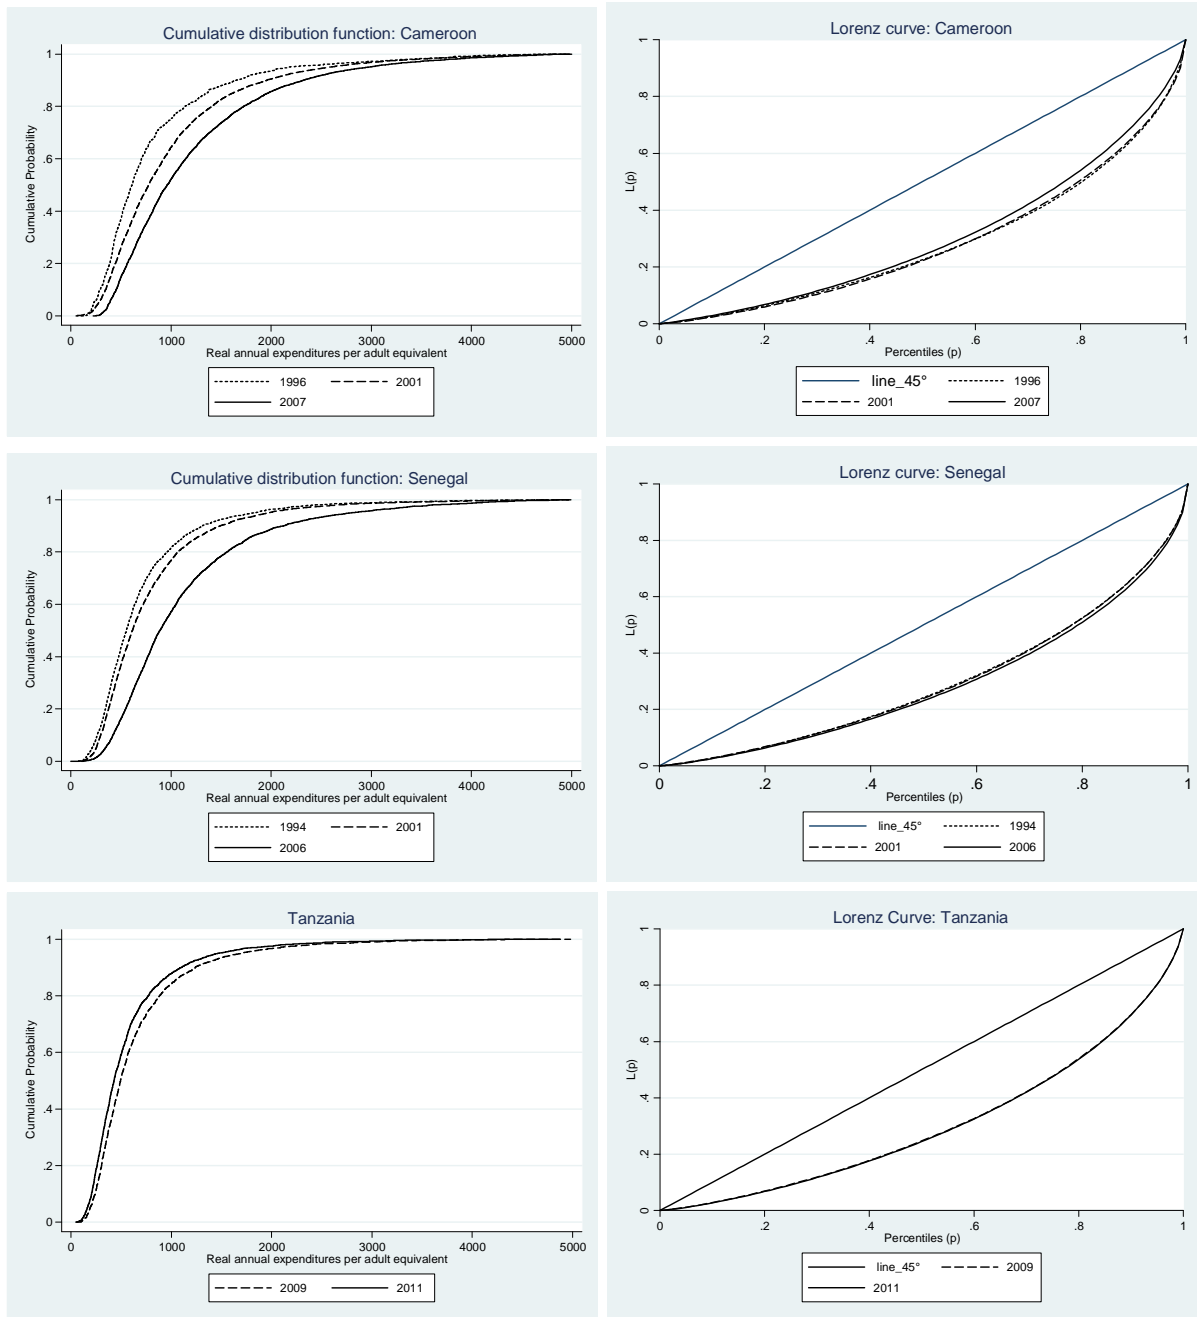 Cumulative distribution function: Cameroon
Cumulative Probability
1
.8
.6
.4
.2
0
0 1000 2000 3000 4000 5000
Real annual expenditures per adult equivalent
1996 2001
2007
Lorenz curve: Cameroon
L(p)
1
.8
.6
.4
.2
0
0 .2 .4 .6 .8 1
Percentiles (p)
line_45° 1996
2001 2007
Cumulative distribution function: Senegal
Cumulative Probability
1
.8
.6
.4
.2
0
0 1000 2000 3000 4000 5000
Real annual expenditures per adult equivalent
1994 2001
2006
Lorenz curve: Senegal
L(p)
1
.8
.6
.4
.2
0
0 .2 .4 .6 .8 1
Percentiles (p)
line_45° 1994
2001 2006
Tanzania
Cumulative Probability
1
.8
.6
.4
.2
0
0 1000 2000 3000 4000 5000
Real annual expenditures per adult equivalent
2009 2011
Lorenz Curve: Tanzania
L(p)
1
.8
.6
.4
.2
0
0 .2 .4 .6 .8 1
Percentiles (p)
line_45° 2009
2011